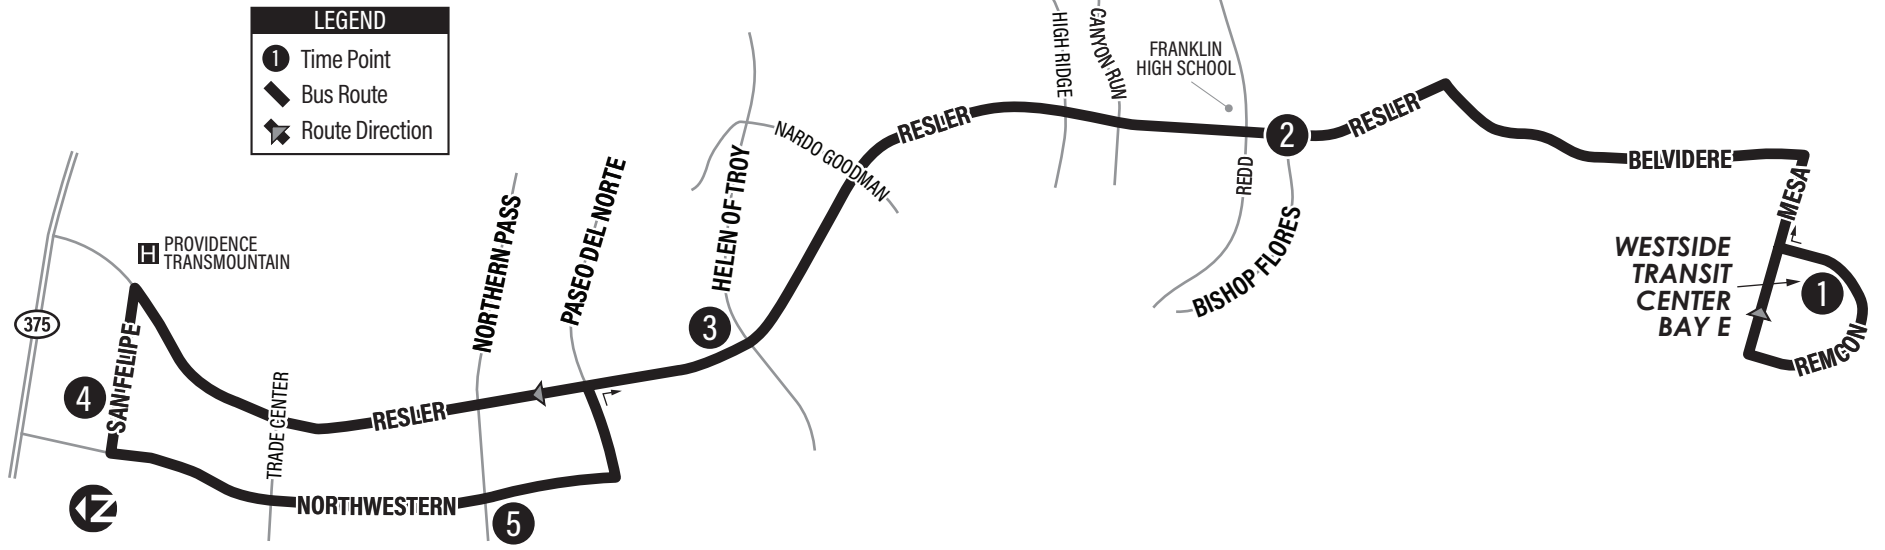 LEGEND
1 Time Point
Bus Route
Route Direction
HIGH RIDGE
CANYON RUN
FRANKLIN
HIGH SCHOOL
NARDO GOODMAN
RESLER
2
RESLER
BELVIDERE
MESA
REDD
BISHOP FLORES
WESTSIDE
TRANSIT
CENTER
BAY E
1
REMCON
HELEN OF TROY
PASEO DEL NORTE
NORTHERN PASS
H PROVIDENCE
TRANSMOUNTAIN
375
3
4
SAN FELIPE
TRADE CENTER
RESLER
NORTHWESTERN
5
N